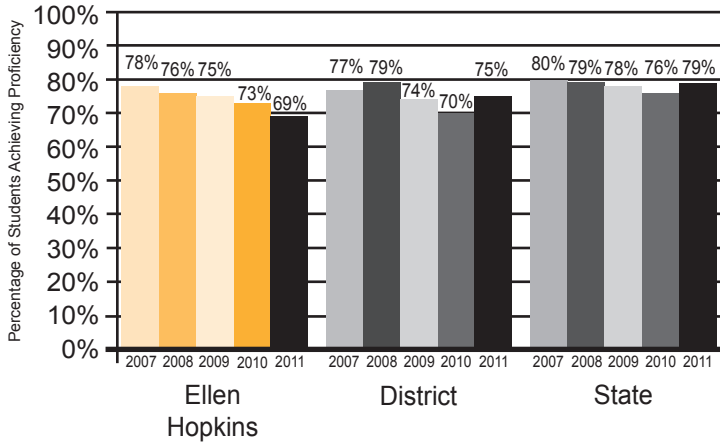 Percentage of Students Achieving Proficiency
100%
90%
80%
70%
60%
50%
40%
30%
20%
10%
0%
78% 76% 75% 73% 69%
77% 79% 74% 70% 75%
80% 79% 78% 76% 79%
2007 2008 2009 2010 2011
2007 2008 2009 2010 2011
2007 2008 2009 2010 2011
Ellen
Hopkins
District
State